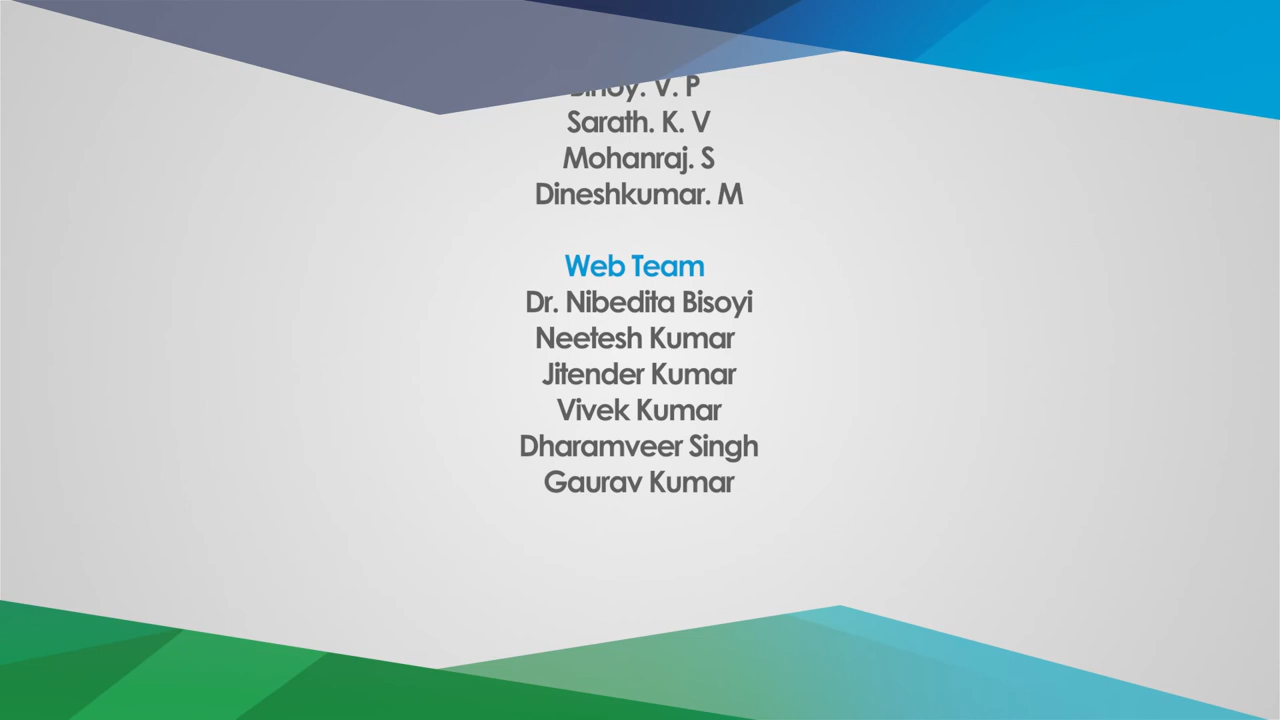 V. P
Sarath. K. V
Mohanraj. S
Dineshkumar. M
Web Team
Dr. Nibedita Bisoyi
Neetesh Kumar
Jitender Kumar
Vivek Kumar
Dharamveer Singh
Gaurav Kumar